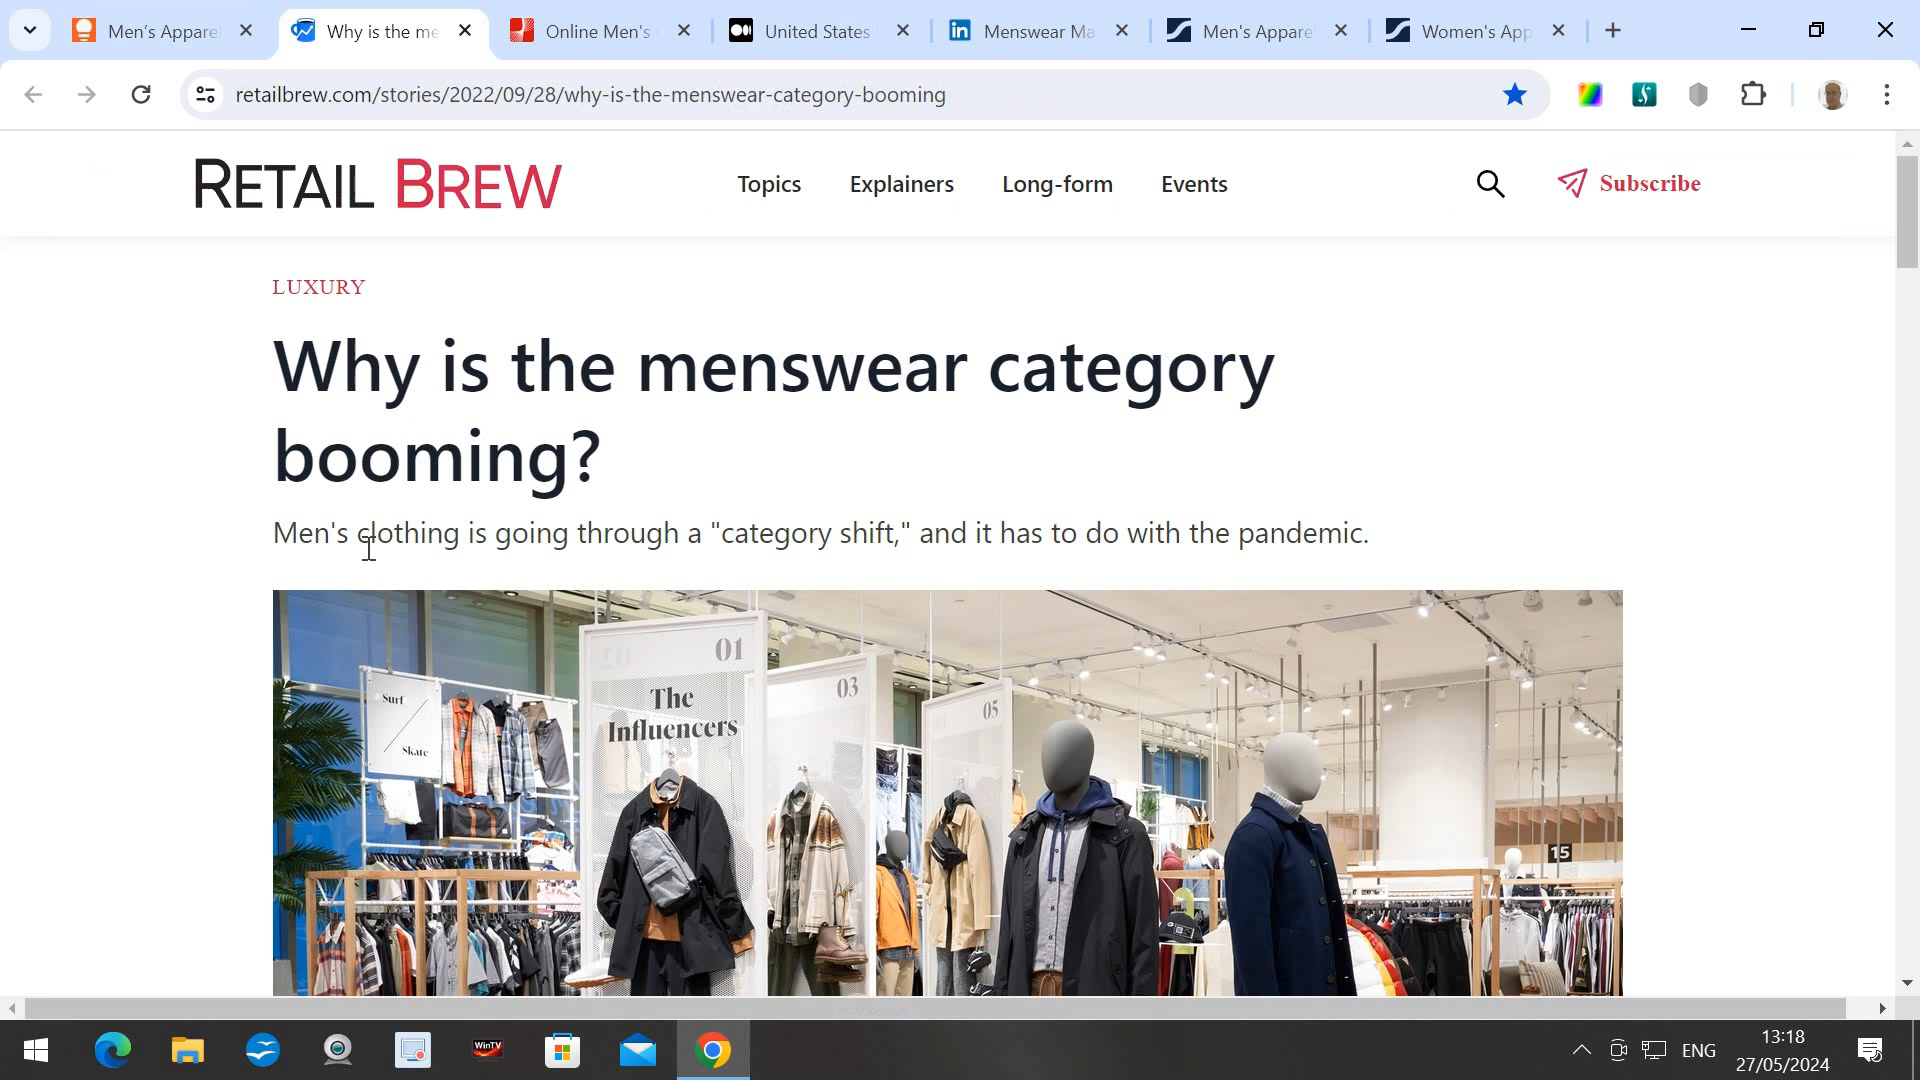 Men's Appare
Why is the me
Online Men's
United States
Menswear Ma
Men's Appare
Women's App
retailbrew.com/stories/2022/09/28/why-is-the-menswear-category-booming
RETAIL BREW
Topics
Explainers
Long-form
Events
Subscribe
LUXURY
Why is the menswear category
booming?
Men's clothing is going through a "category shift," and it has to do with the pandemic.
01
The
Influencers
03
05
Surf
Skate
15
WinTV
ENG
13:18
27/05/2024